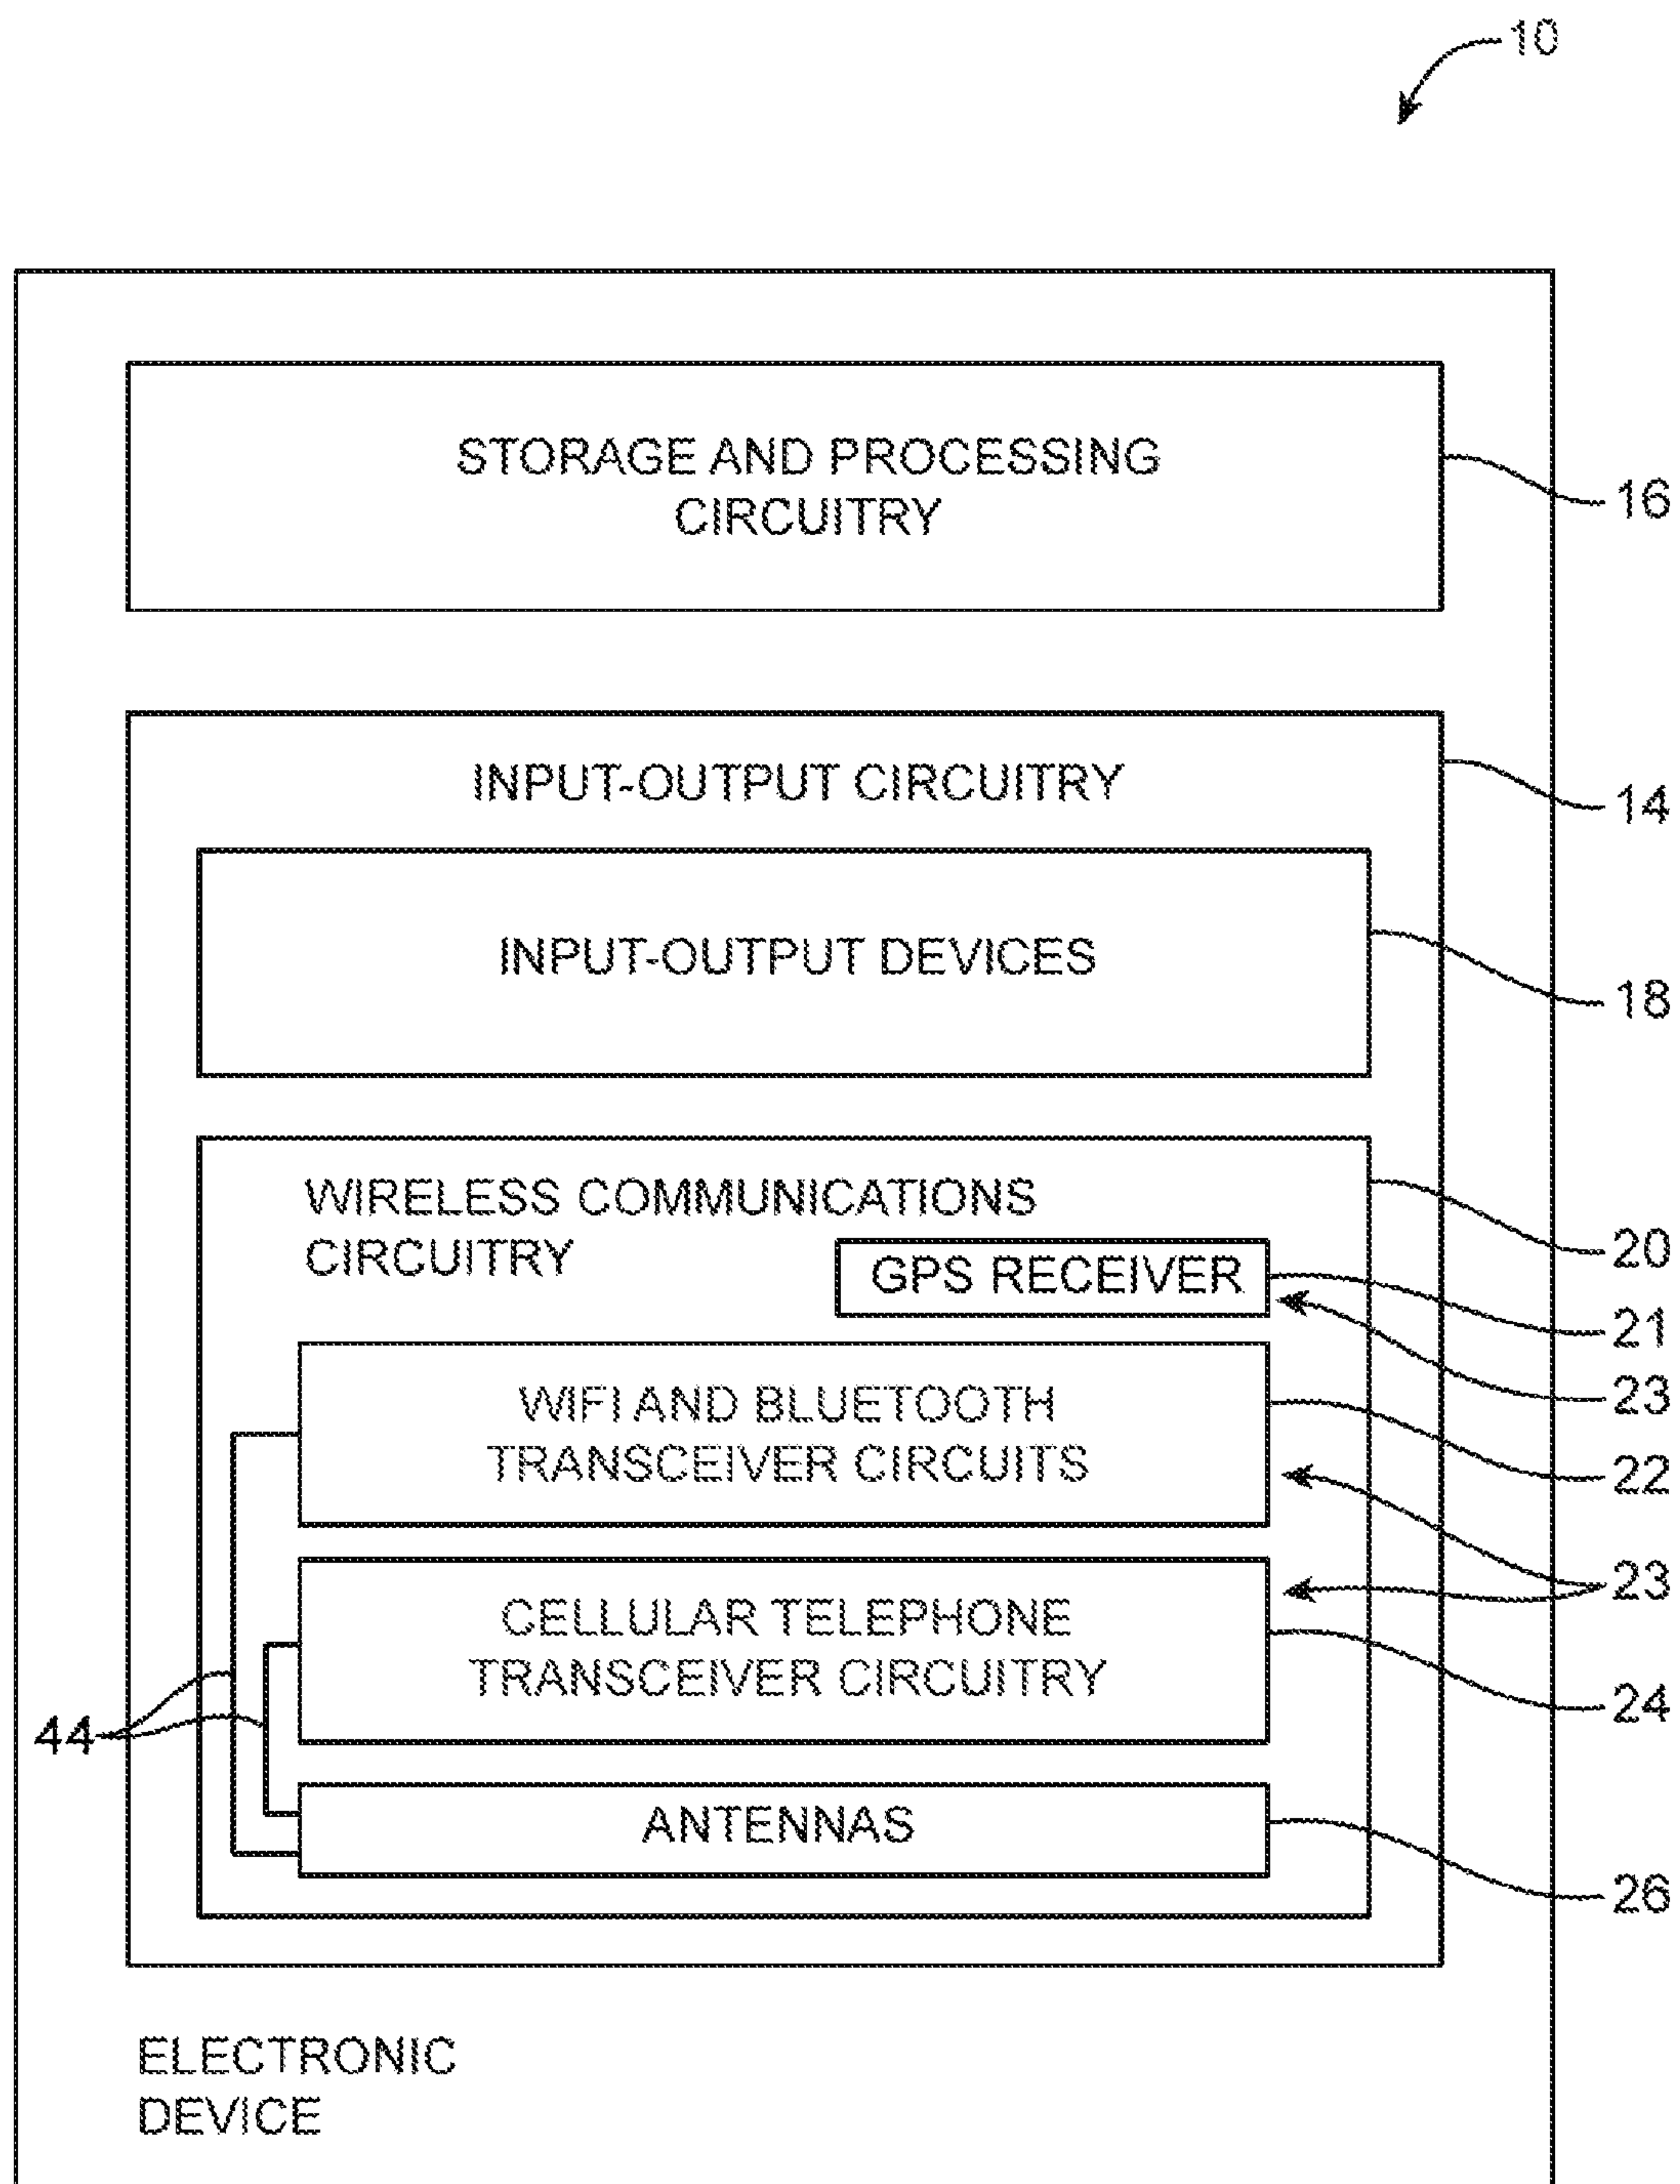 10
STORAGE AND PROCESSING
CIRCUITRY
16
INPUT-OUTPUT CIRCUITRY
14
INPUT-OUTPUT DEVICES
18
WIRELESS COMMUNICATIONS
CIRCUITRY
20
GPS RECEIVER
21
23
WIFI AND BLUETOOTH
TRANSCEIVER CIRCUITS
22
23
CELLULAR TELEPHONE
TRANSCEIVER CIRCUITRY
24
44
ANTENNAS
26
ELECTRONIC
DEVICE